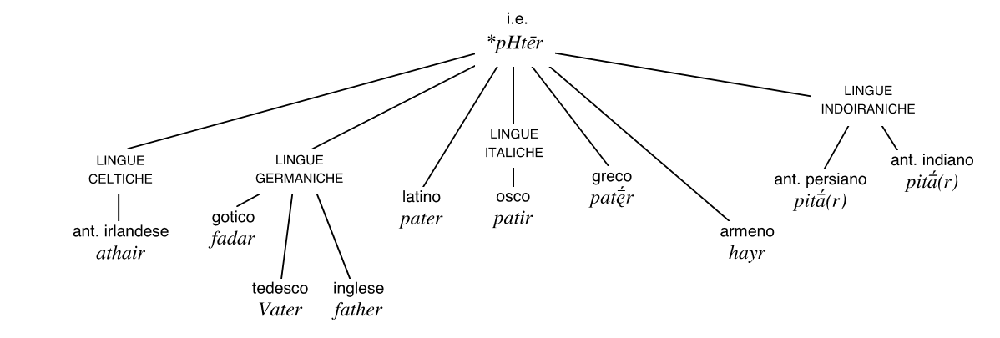 i.e.
*pHtēr
LINGUE
CELTICHE
ant. irlandese
athair
LINGUE
GERMANICHE
gotico
fadar
tedesco
Vater
inglese
father
latino
pater
LINGUE
ITALICHE
osco
patir
greco
patę̄́r
armeno
hayr
LINGUE
INDOIRANICHE
ant. persiano
pitā́(r)
ant. indiano
pitā́(r)